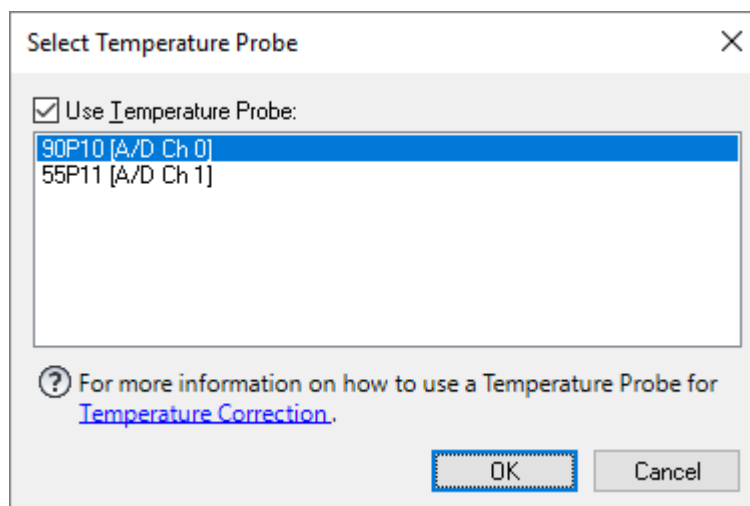 Select Temperature Probe
Use Temperature Probe:
90P10 [A/D Ch 0]
55P11 [A/D Ch 1]
For more information on how to use a Temperature Probe for
Temperature Correction .
OK
Cancel